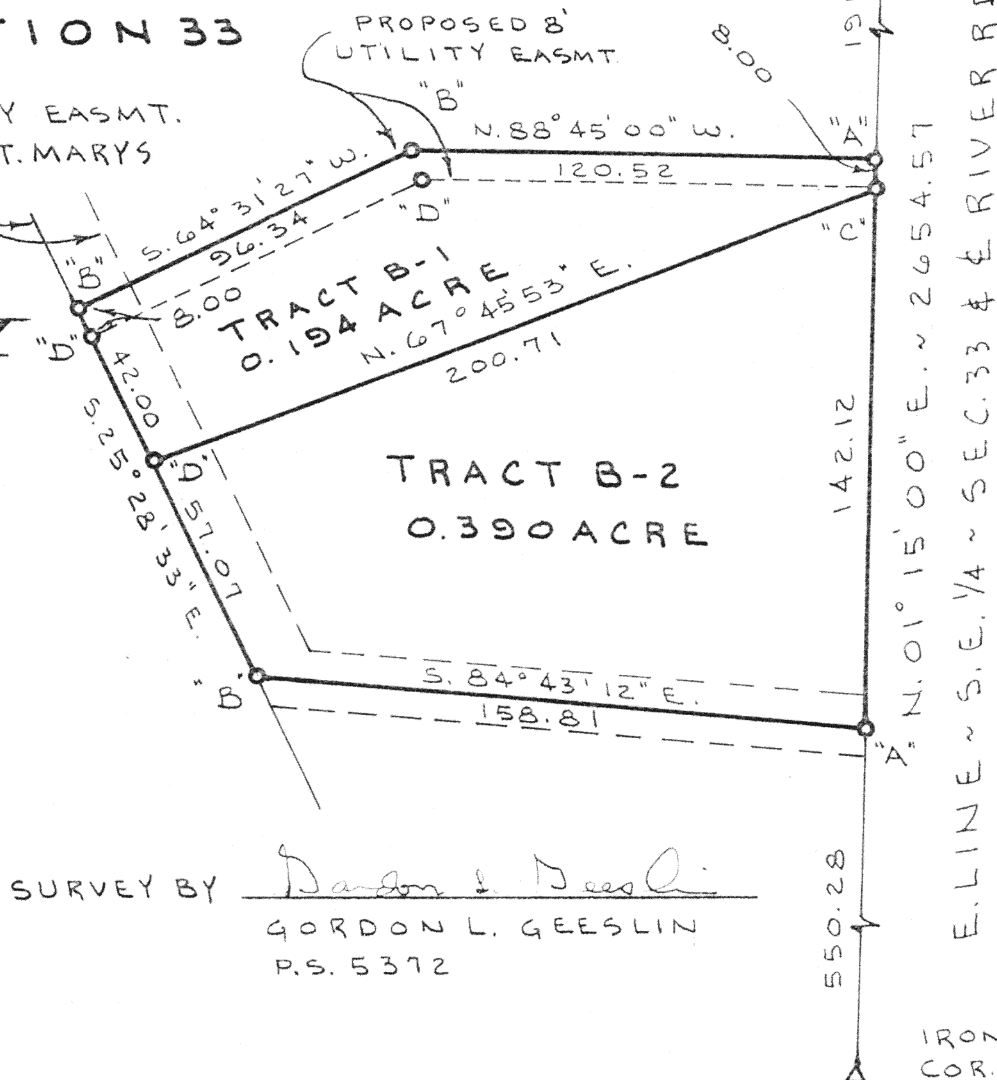 TION 33
PROPOSED 8'
UTILITY EASMT.
Y EASMT.
T. MARYS
"B"
N. 88° 45' 00" W.
120.52
8.00
19
"A"
"C"
S. 64° 31' 27" W.
96.34
"D"
"B"
8.00
"D"
TRACT B-1
0.194 ACRE
N. 67° 45' 53" E.
200.71
42.00
S. 25° 28' 33" E.
"D"
57.07
TRACT B-2
0.390 ACRE
142.12
N. 01° 15' 00" E. ~ 2654.57
E. LINE ~ S.E. 1/4 ~ SEC. 33 & ℄ RIVER RD
"B"
S. 84° 43' 12" E.
158.81
"A"
550.28
SURVEY BY Gordon L. Geeslin
GORDON L. GEESLIN
P.S. 5372
IRON
COR.